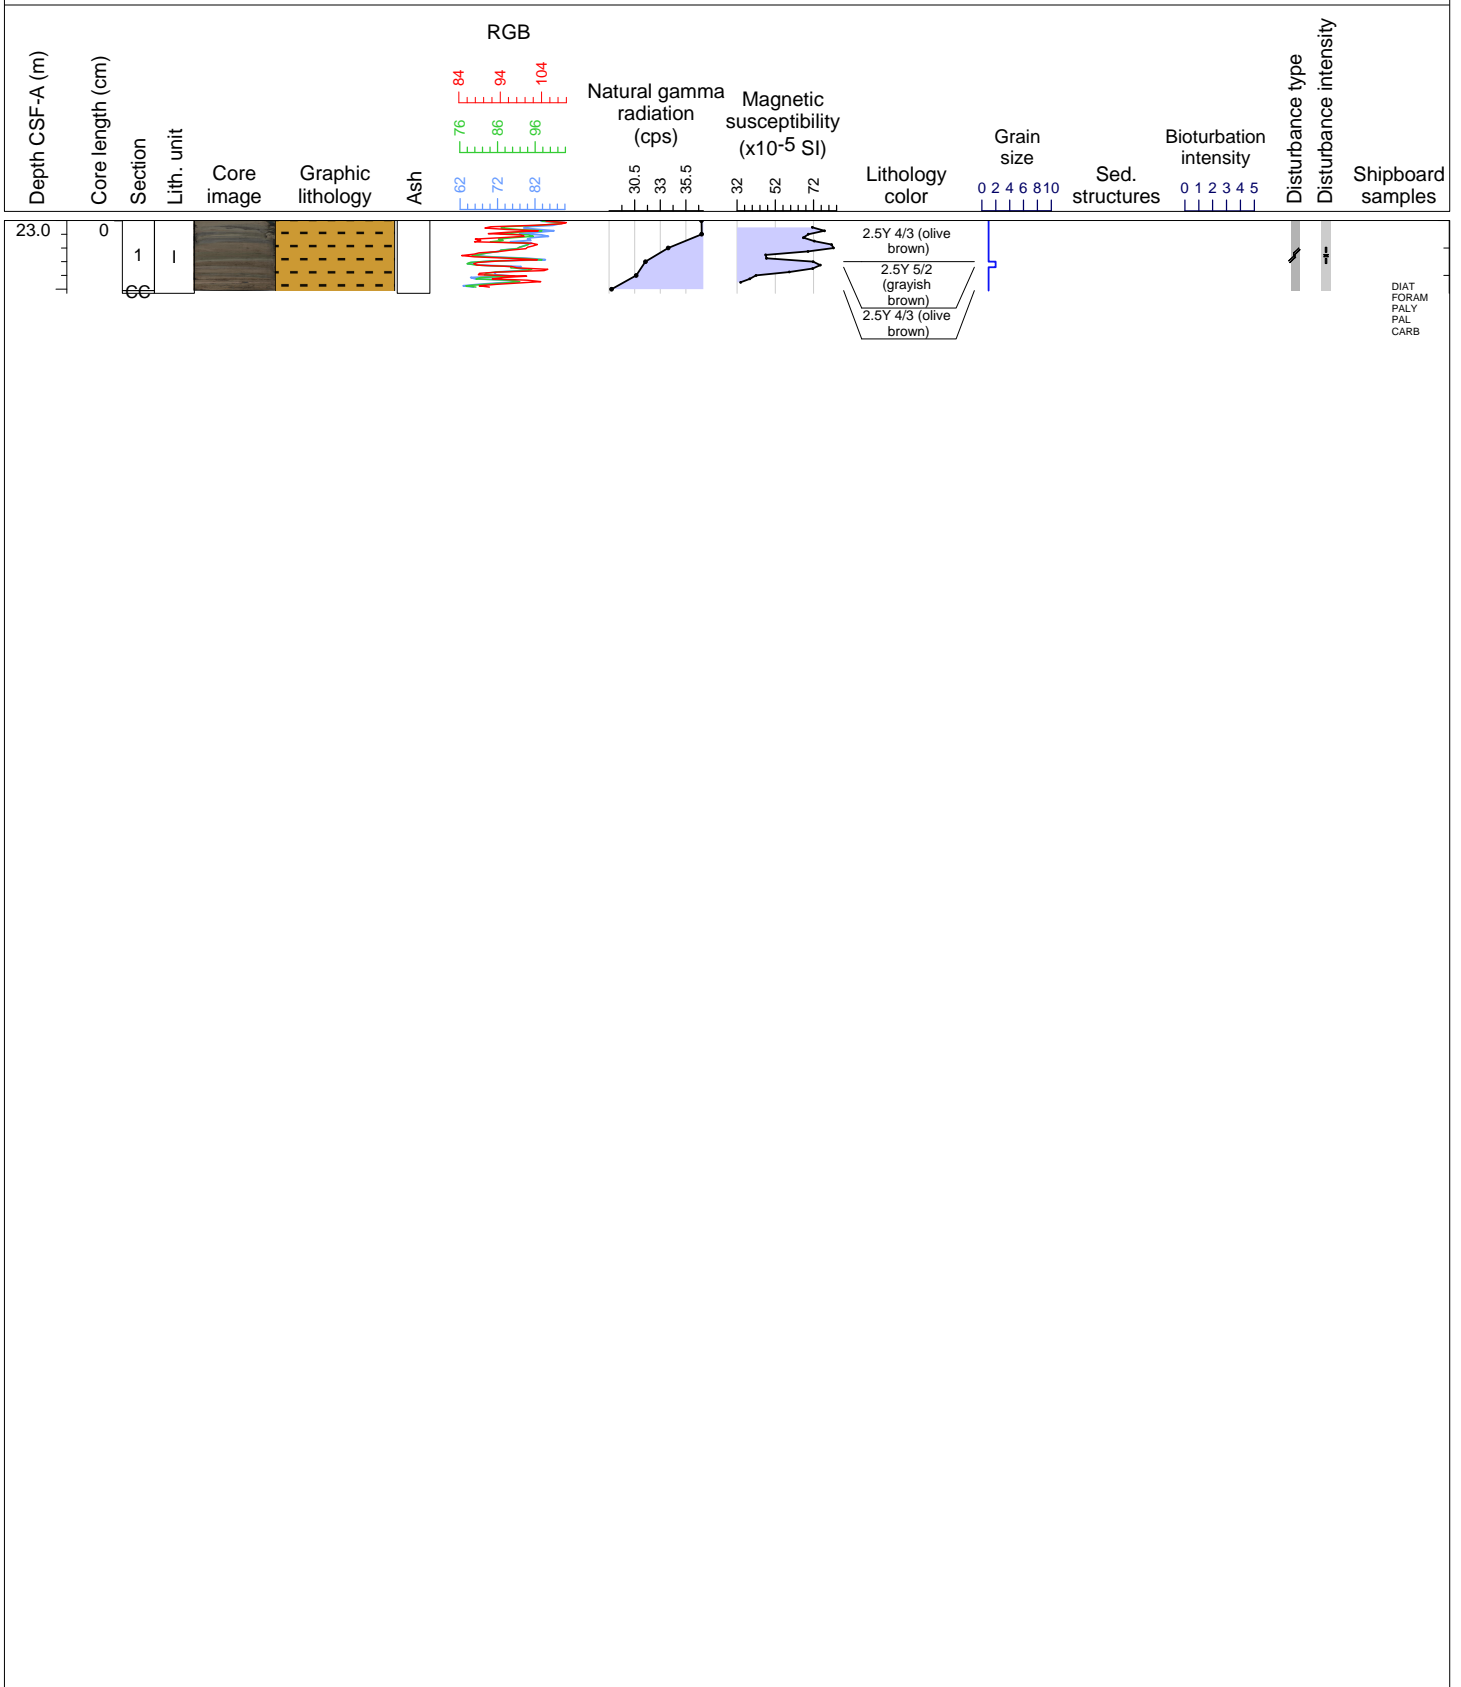 RGB
Depth CSF-A (m)
Core length (cm)
Section
Lith. unit
Core
image
Graphic
lithology
Ash
84 94 104
76 86 96
62 72 82
Natural gamma
radiation
(cps)
30.5 33 35.5
Magnetic
susceptibility
(x10-5 SI)
32 52 72
Lithology
color
Grain
size
0 2 4 6 8 10
Sed.
structures
Bioturbation
intensity
0 1 2 3 4 5
Disturbance type
Disturbance intensity
Shipboard
samples
23.0 0
1 I
CC
2.5Y 4/3 (olive
brown)
2.5Y 5/2
(grayish
brown)
2.5Y 4/3 (olive
brown)
DIAT
FORAM
PALY
PAL
CARB